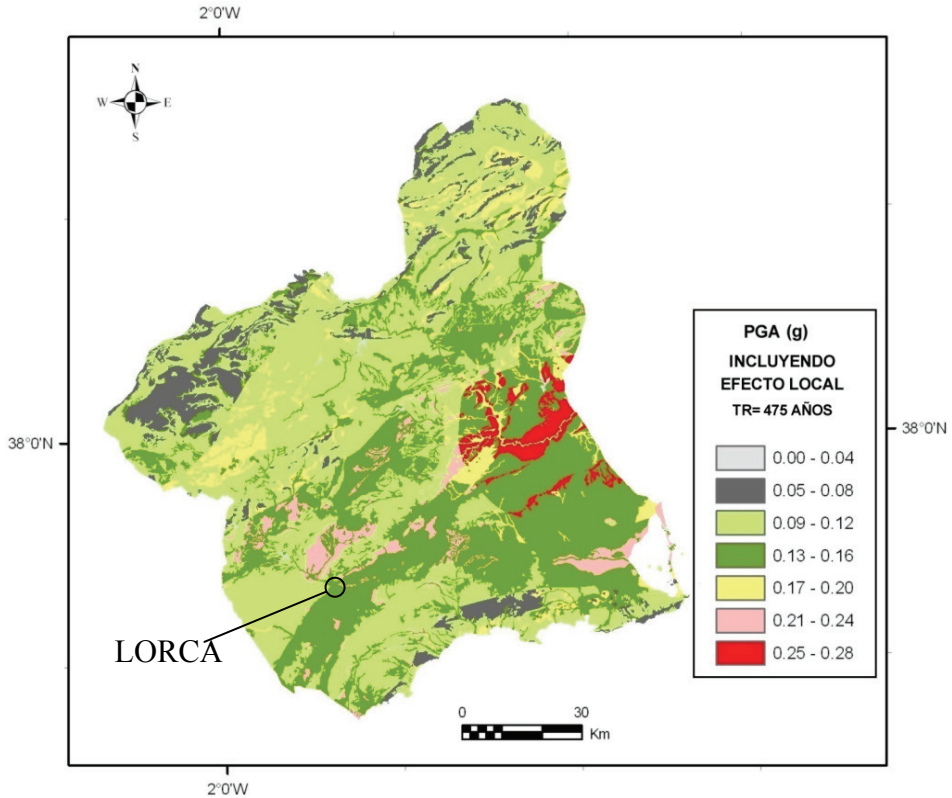 2°0'W
N
W E
S
38°0'N
38°0'N
PGA (g)
INCLUYENDO
EFECTO LOCAL
TR= 475 AÑOS
0.00 - 0.04
0.05 - 0.08
0.09 - 0.12
0.13 - 0.16
0.17 - 0.20
0.21 - 0.24
0.25 - 0.28
LORCA
0 30
Km
2°0'W